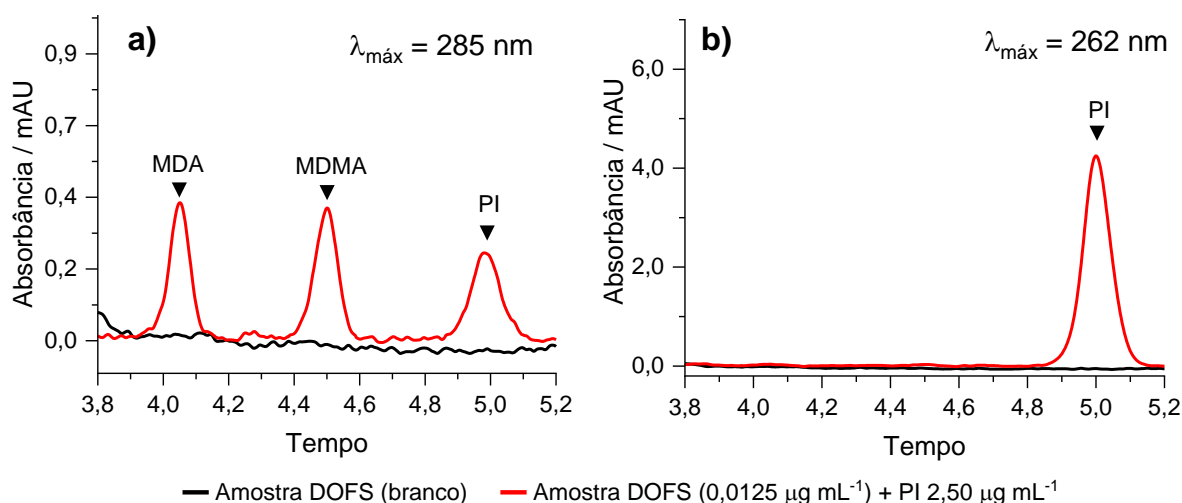 a)
λmáx = 285 nm
Absorbância / mAU
0,9
0,7
0,4
0,2
0,0
MDA
MDMA
PI
3,8 4,0 4,2 4,4 4,6 4,8 5,0 5,2
Tempo
b)
λmáx = 262 nm
Absorbância / mAU
6,0
4,0
2,0
0,0
PI
3,8 4,0 4,2 4,4 4,6 4,8 5,0 5,2
Tempo
Amostra DOFS (branco) Amostra DOFS (0,0125 µg mL⁻¹) + PI 2,50 µg mL⁻¹